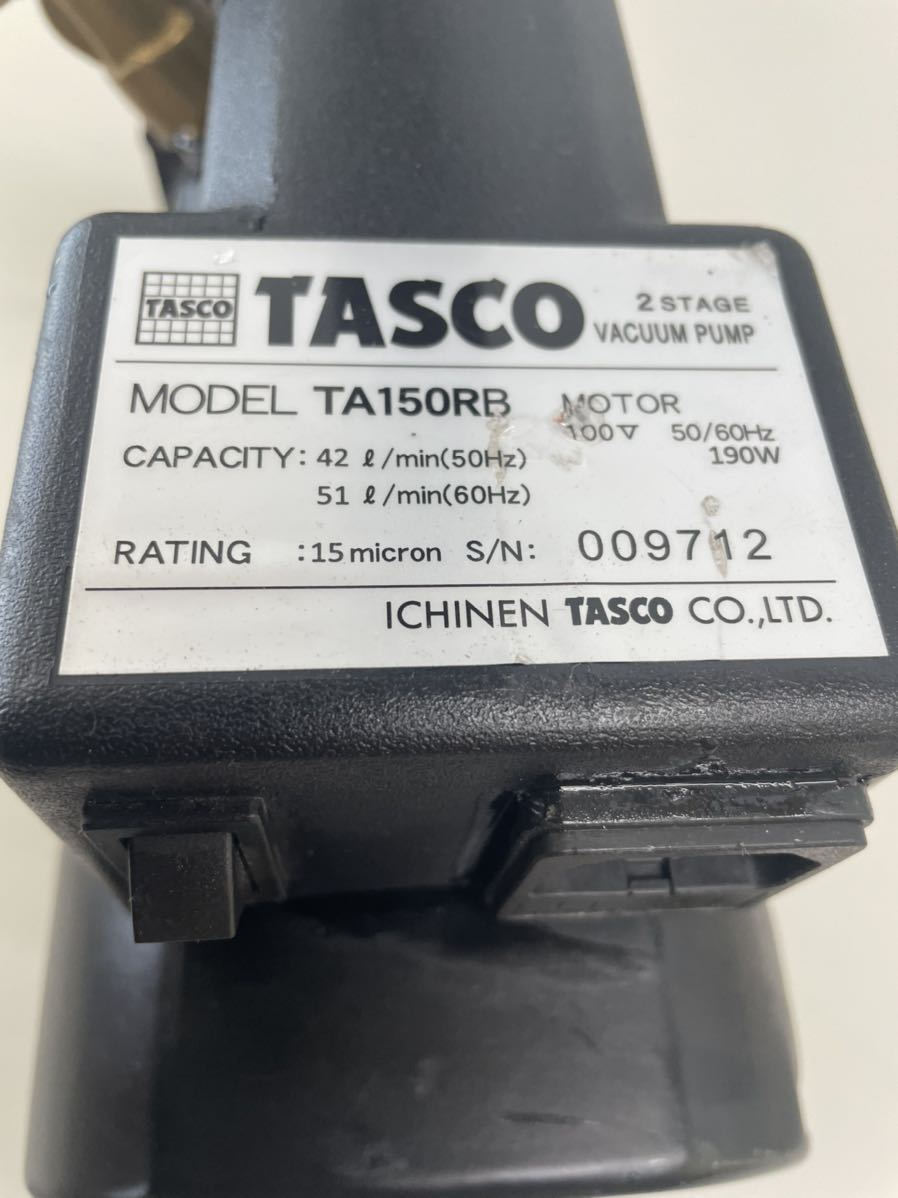 TASCO TASCO 2 STAGE
VACUUM PUMP
MODEL TA150RB MOTOR
100V 50/60Hz
CAPACITY: 42 ℓ/min(50Hz) 190W
51 ℓ/min(60Hz)
RATING :15 micron S/N: 009712
ICHINEN TASCO CO.,LTD.